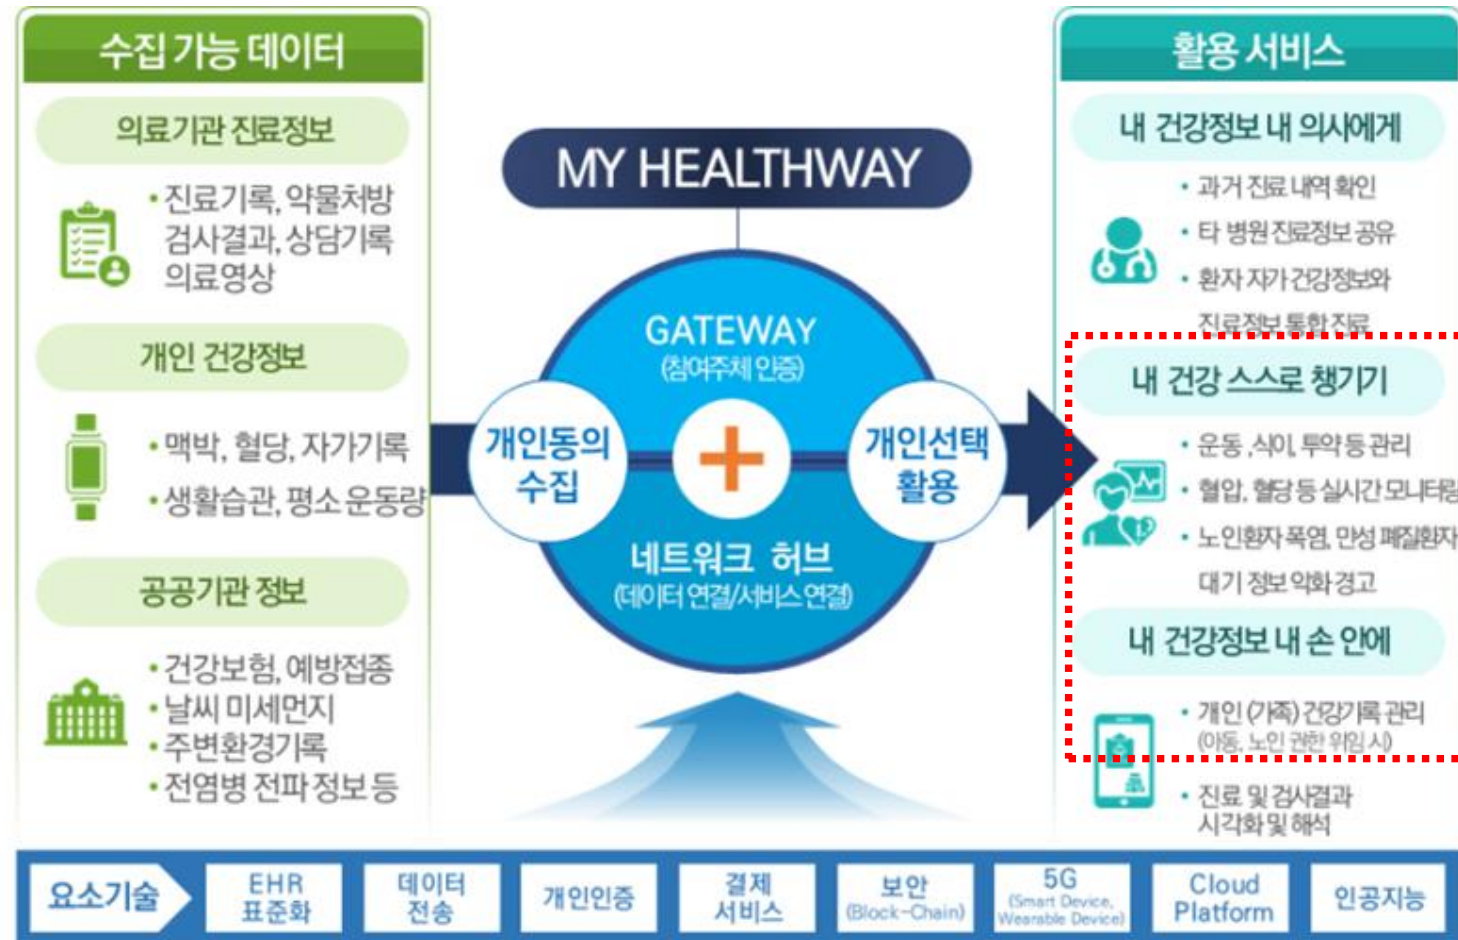 수집 가능 데이터
의료기관 진료정보
• 진료기록, 약물처방
검사결과, 상담기록
의료영상
개인 건강정보
• 맥박, 혈당, 자가기록
• 생활습관, 평소 운동량
공공기관 정보
• 건강보험, 예방접종
• 날씨 미세먼지
• 주변환경기록
• 전염병 전파 정보 등
MY HEALTHWAY
GATEWAY
(참여주체 인증)
개인동의
수집
+
개인선택
활용
네트워크 허브
(데이터 연결/서비스 연결)
활용 서비스
내 건강정보 내 의사에게
• 과거 진료 내역 확인
• 타 병원 진료정보 공유
• 환자 자가 건강정보와
진료정보 통합 진료
내 건강 스스로 챙기기
• 운동 ,식이, 투약 등 관리
• 혈압, 혈당 등 실시간 모니터링
• 노인환자 폭염, 만성 폐질환자
대기 정보 악화 경고
내 건강정보 내 손 안에
• 개인 (가족) 건강기록 관리
(아동, 노인 권한 위임 시)
• 진료 및 검사결과
시각화 및 해석
요소기술
EHR
표준화
데이터
전송
개인인증
결제
서비스
보안
(Block-Chain)
5G
(Smart Device,
Wearable Device)
Cloud
Platform
인공지능